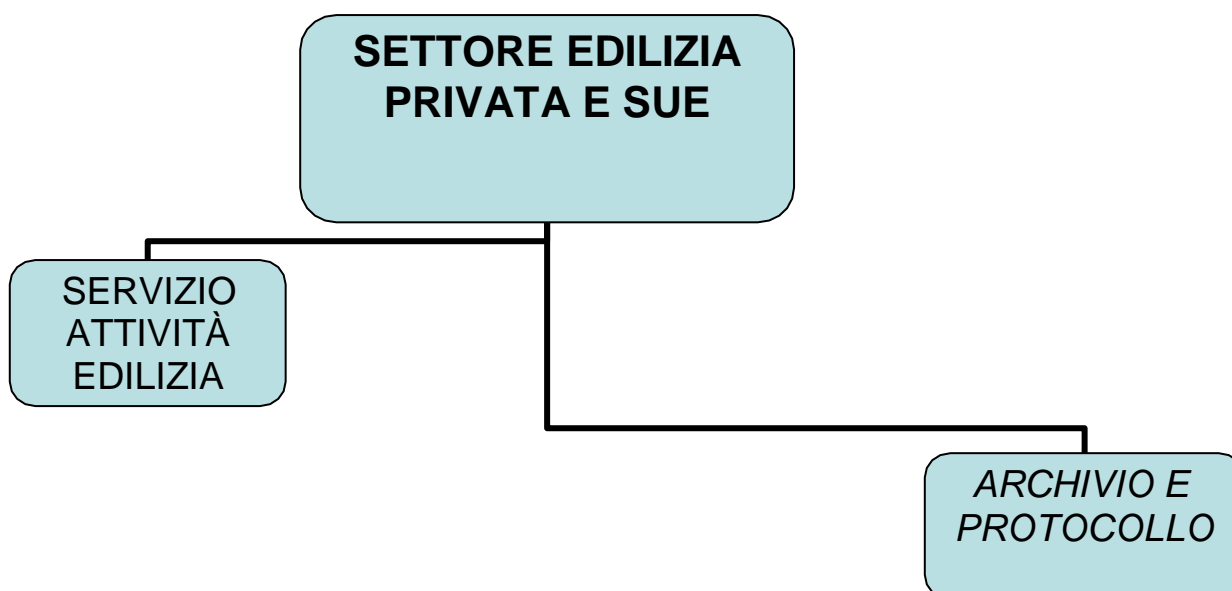 SETTORE EDILIZIA
PRIVATA E SUE
SERVIZIO
ATTIVITÀ
EDILIZIA
ARCHIVIO E
PROTOCOLLO